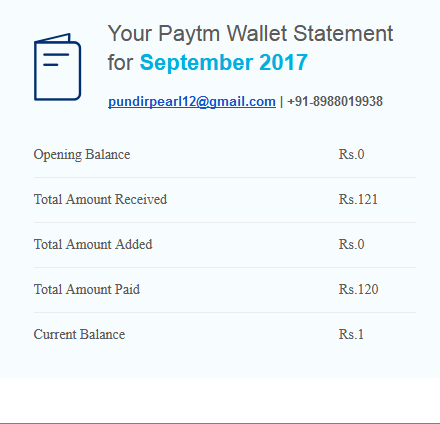 Your Paytm Wallet Statement
for September 2017
pundirpearl12@gmail.com | +91-8988019938
Opening Balance Rs.0
Total Amount Received Rs.121
Total Amount Added Rs.0
Total Amount Paid Rs.120
Current Balance Rs.1